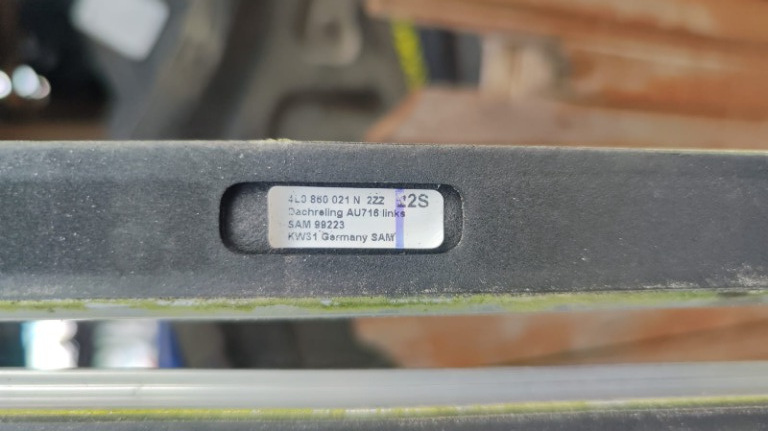 4L0 860 021 N 2ZZ 12S
Dachreling AU716 links
SAM 99223
KW31 Germany SAM